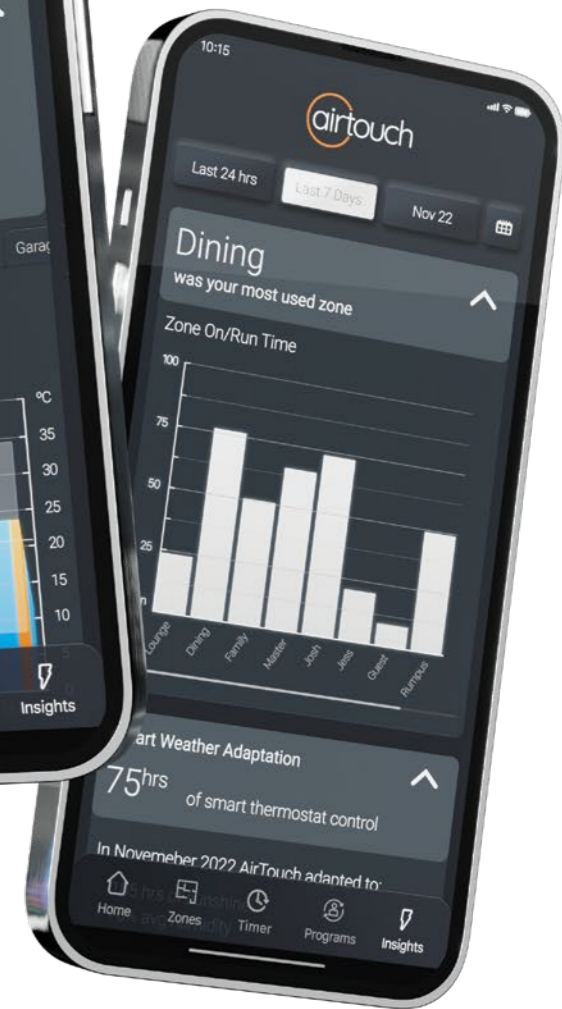 10:15
airtouch
Last 24 hrs
Last 7 Days
Nov 22
Dining
was your most used zone
Zone On/Run Time
100
75
50
25
Lounge
Dining
Family
Master
Josh
Jess
Guest
Rumpus
art Weather Adaptation
75hrs
of smart thermostat control
In Novemeber 2022 AirTouch adapted to:
Home
Zones
Timer
Programs
Insights
Garag
°C
35
30
25
20
15
10
5
0
Insights